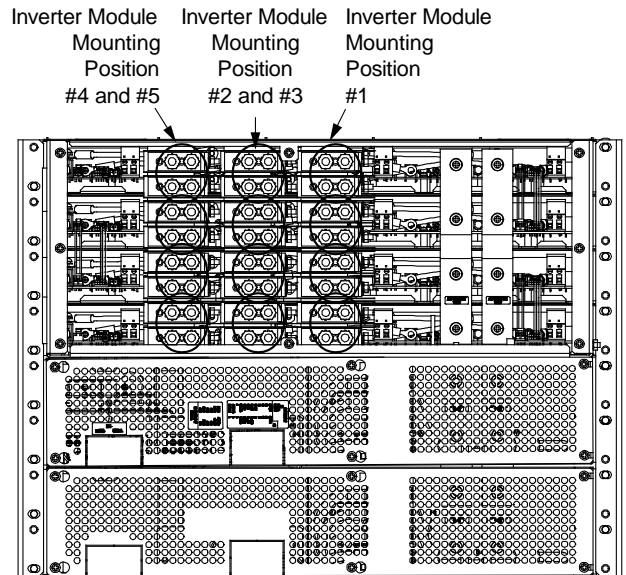 Inverter Module
Mounting
Position
#4 and #5
Inverter Module
Mounting
Position
#2 and #3
Inverter Module
Mounting
Position
#1